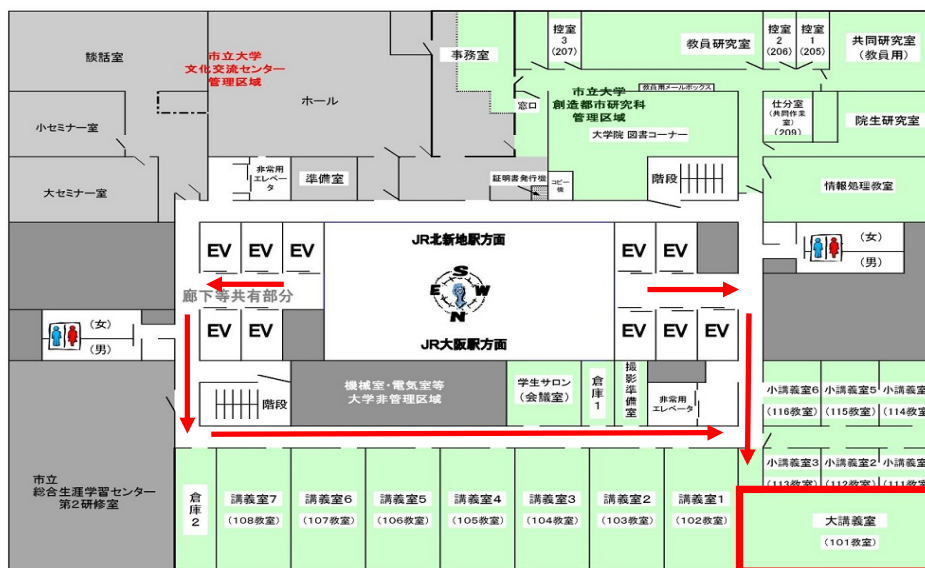 談話室
市立大学
文化交流センター
管理区域
ホール
事務室
控室
3
(207)
教員研究室
控室
2
(206)
控室
1
(205)
共同研究室
(教員用)
小セミナー室
窓口
市立大学
創造都市研究科
管理区域
教員用メールボックス
大学院 図書コーナー
仕分室
(共同作業
室)
(209)
院生研究室
大セミナー室
非常用
エレベー
タ
準備室
証明書発行機
コピー
機
階段
情報処理教室
EV
EV
EV
JR北新地駅方面
EV
EV
(女)
(男)
廊下等共有部分
S
E
W
N
(女)
(男)
EV
EV
JR大阪駅方面
EV
EV
EV
階段
機械室・電気室等
大学非管理区域
学生サロン
(会議室)
倉庫1
撮影準備室
非常用
エレベータ
小講義室6
(116教室)
小講義室5
(115教室)
小講義室4
(114教室)
小講義室3
(113教室)
小講義室2
(112教室)
小講義室1
(111教室)
市立
総合生涯学習センター
第2研修室
倉庫2
講義室7
(108教室)
講義室6
(107教室)
講義室5
(106教室)
講義室4
(105教室)
講義室3
(104教室)
講義室2
(103教室)
講義室1
(102教室)
大講義室
(101教室)